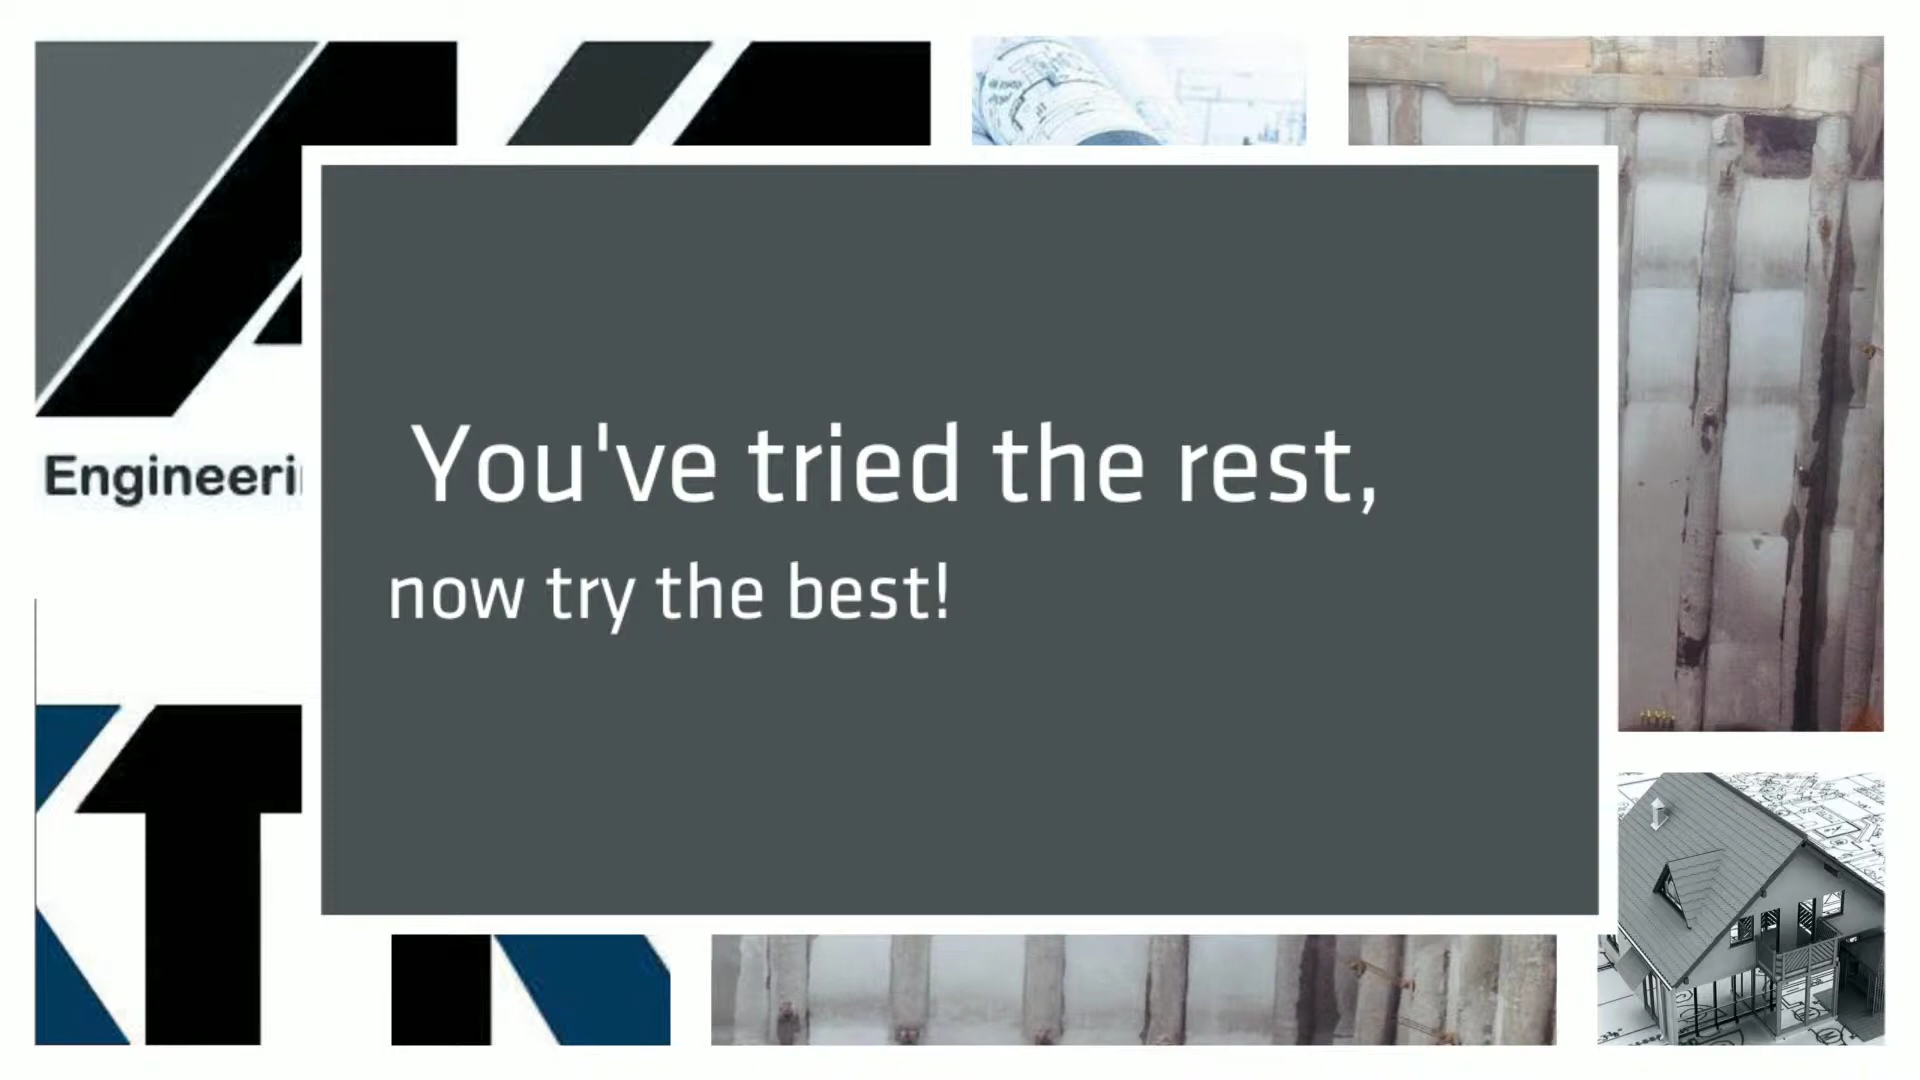 Engineeri
You've tried the rest,
now try the best!